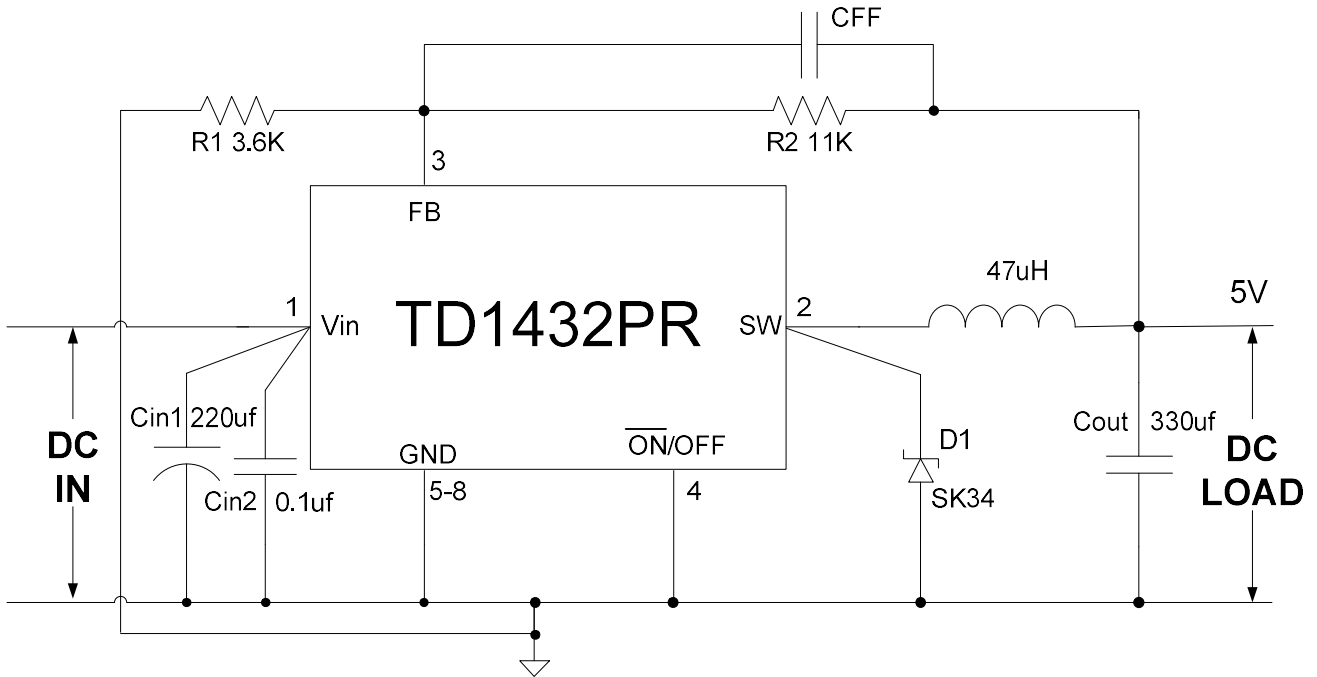 CFF
R1 3.6K
R2 11K
3
FB
47uH
1
2
5V
Vin
TD1432PR
SW
Cin1 220uf
Cout 330uf
DC
IN
GND
ON/OFF
D1
DC
LOAD
Cin2 0.1uf
5-8
4
SK34